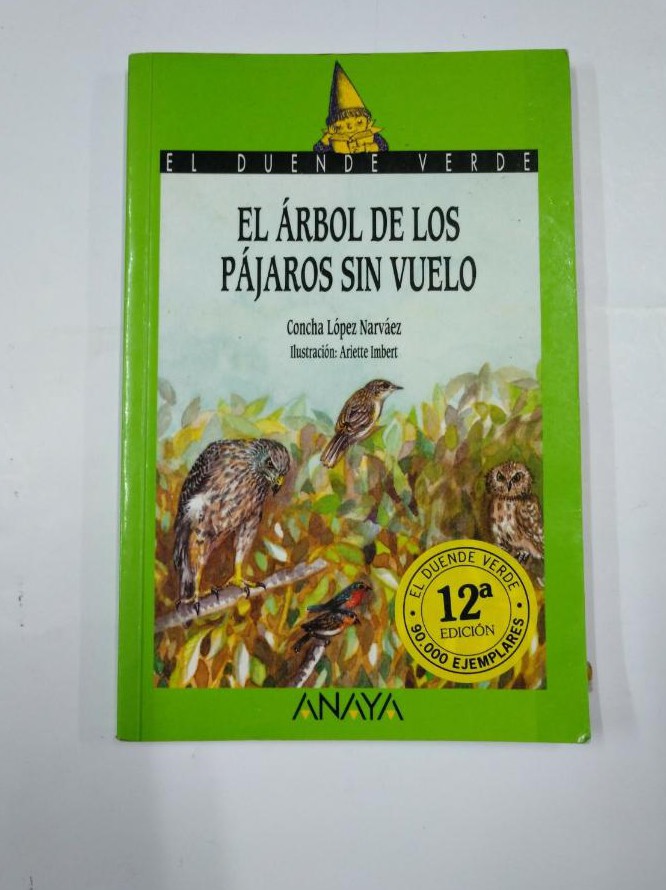 EL DUENDE VERDE
EL ÁRBOL DE LOS
PÁJAROS SIN VUELO
Concha López Narváez
Ilustración: Ariette Imbert
EL DUENDE VERDE
12ª
EDICIÓN
90.000 EJEMPLARES
ANAYA